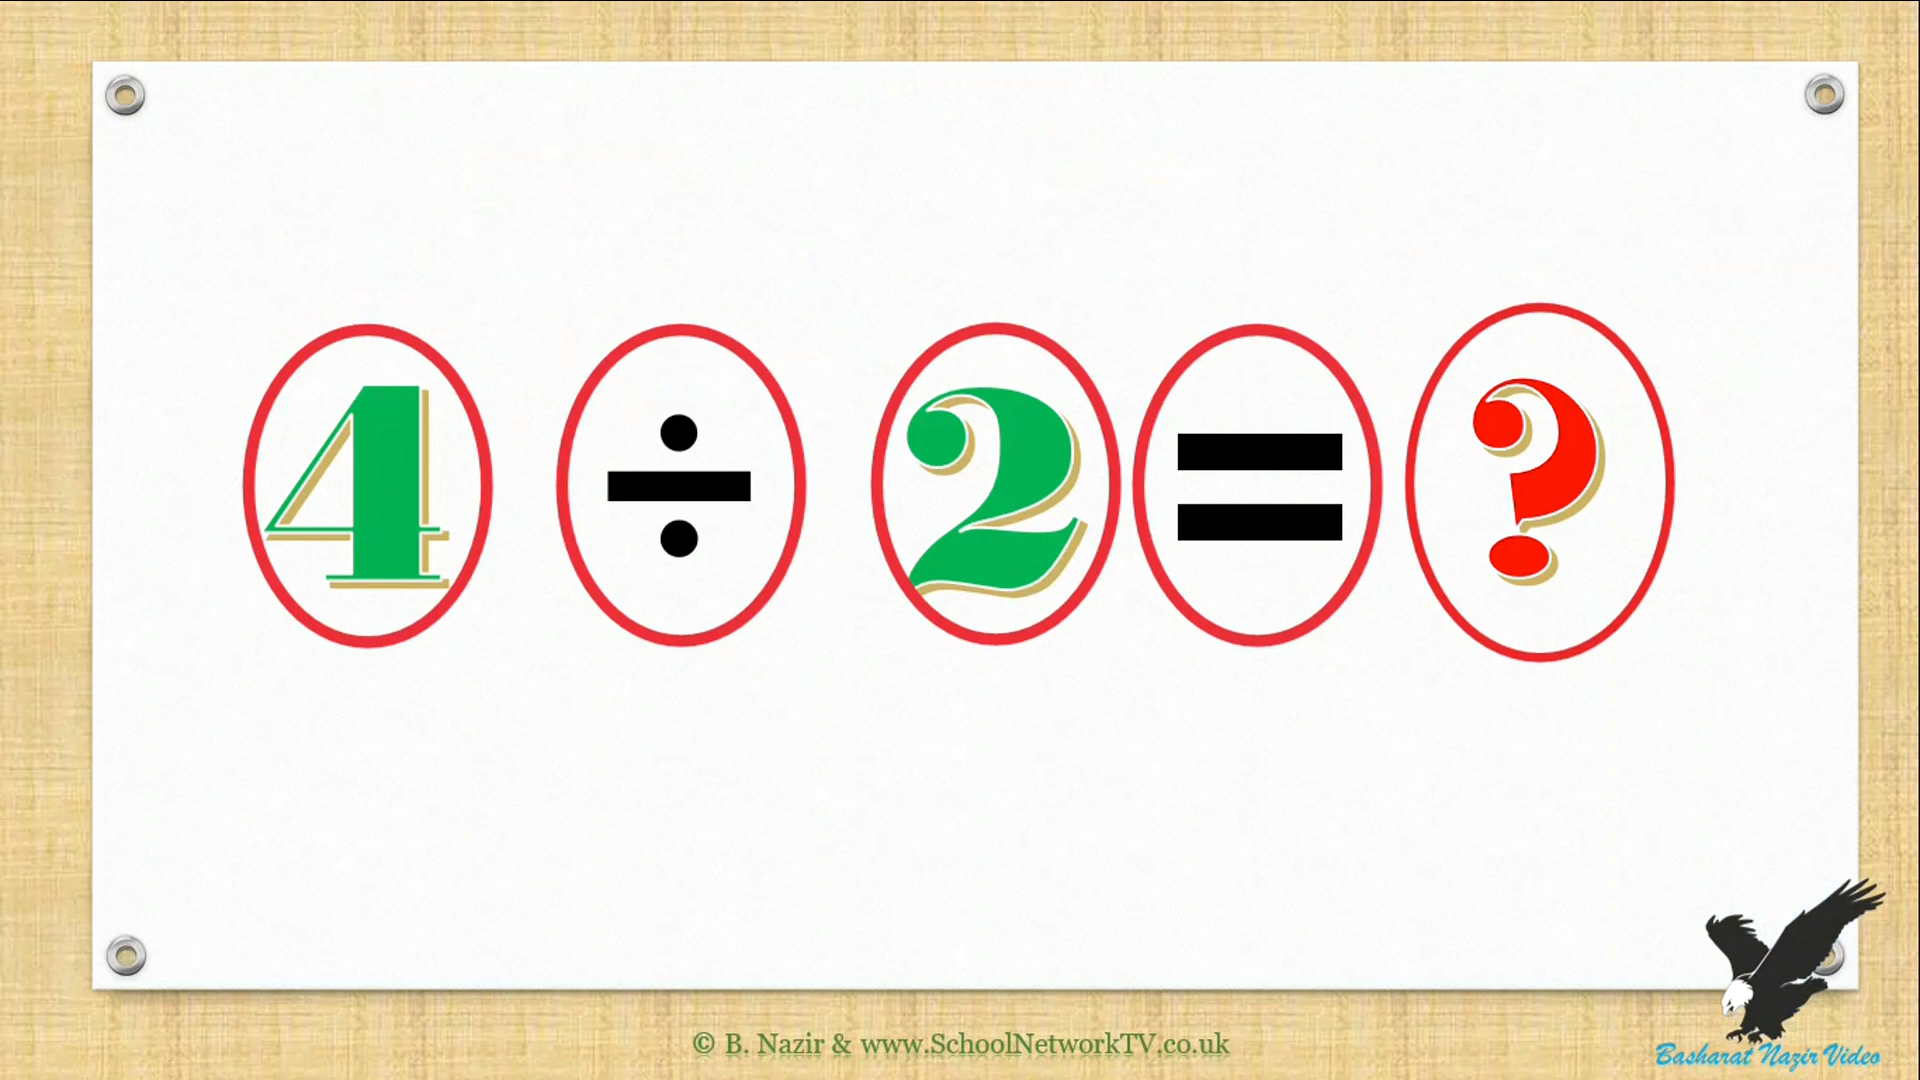 4 ÷ 2 = ?
© B. Nazir & www.SchoolNetworkTV.co.uk
Basharat Nazir Video